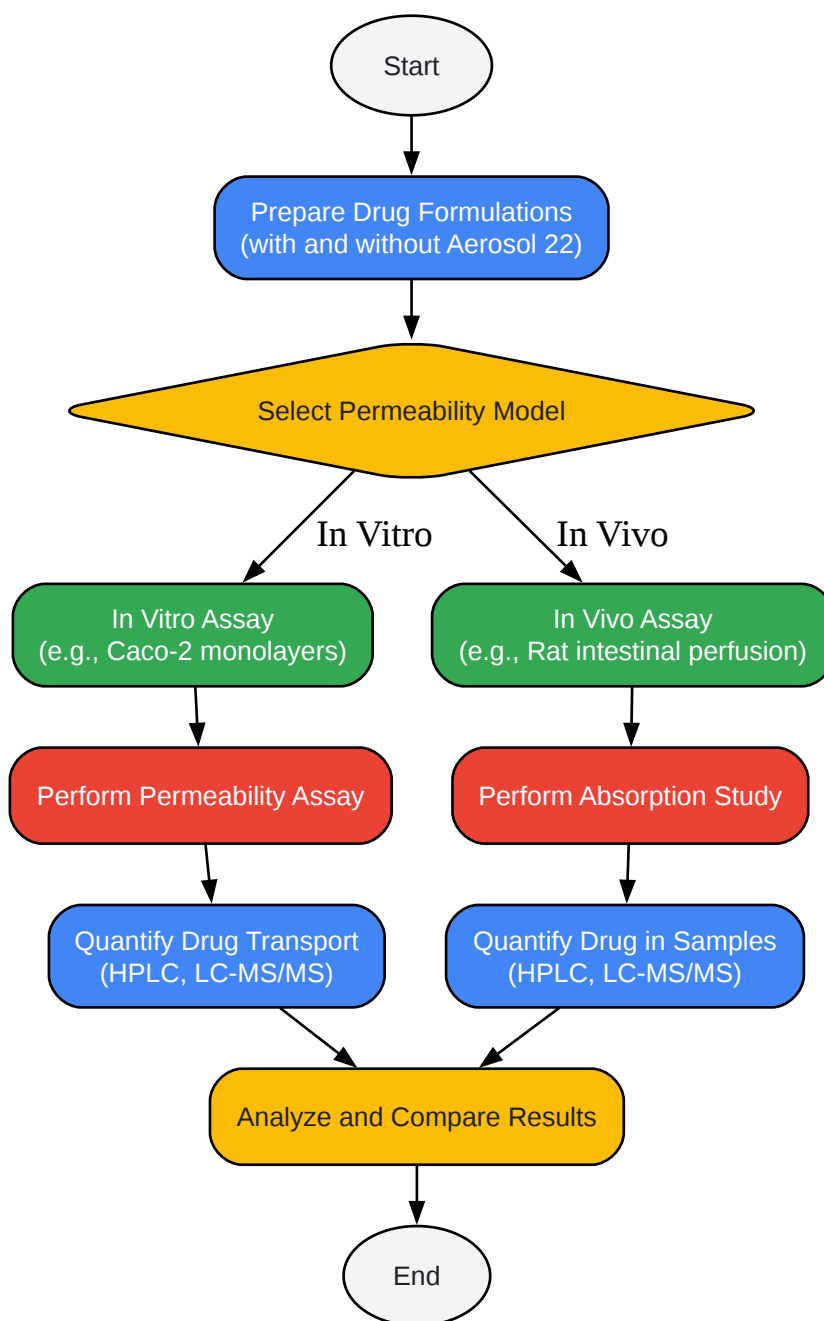 Start
Prepare Drug Formulations
(with and without Aerosol 22)
Select Permeability Model
In Vitro
In Vivo
In Vitro Assay
(e.g., Caco-2 monolayers)
In Vivo Assay
(e.g., Rat intestinal perfusion)
Perform Permeability Assay
Perform Absorption Study
Quantify Drug Transport
(HPLC, LC-MS/MS)
Quantify Drug in Samples
(HPLC, LC-MS/MS)
Analyze and Compare Results
End